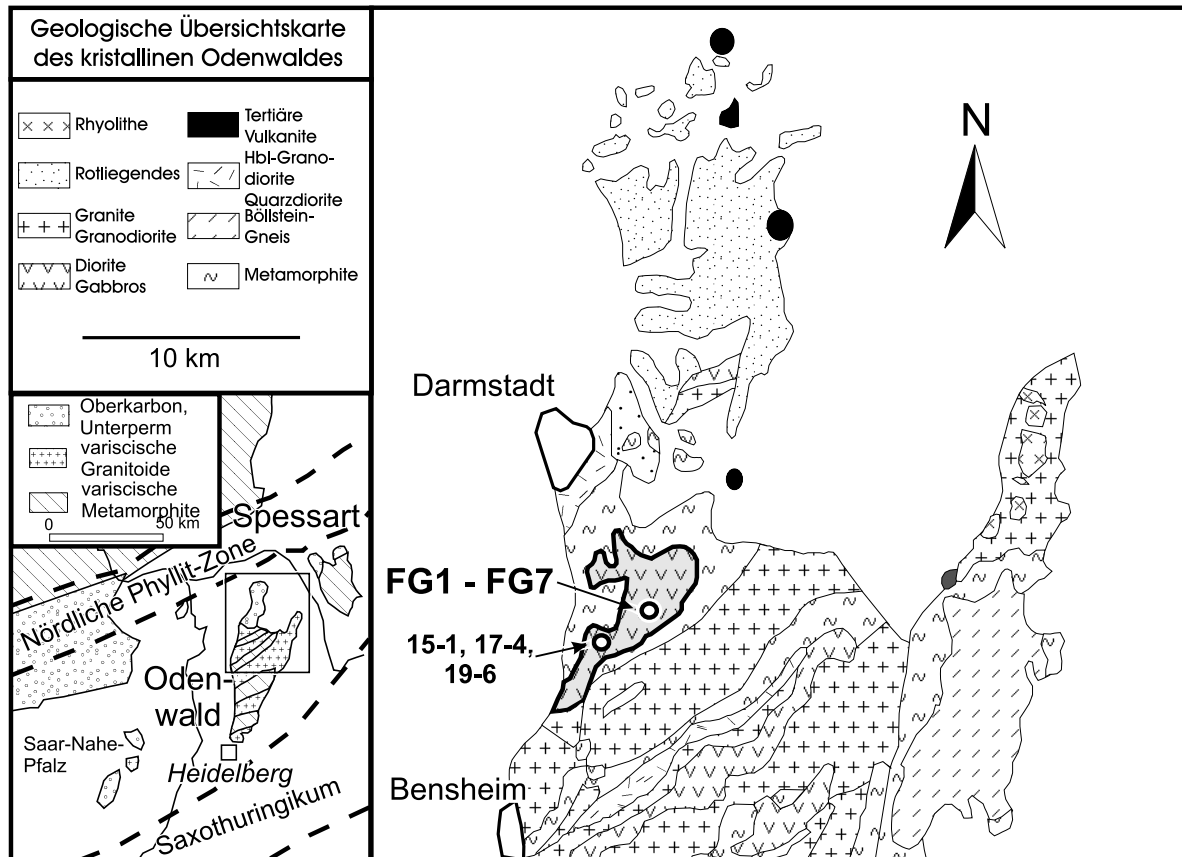 Geologische Übersichtskarte
des kristallinen Odenwaldes
Rhyolithe
Rotliegendes
Granite
Granodiorite
Diorite
Gabbros
Tertiäre
Vulkanite
Hbl-Grano-
diorite
Quarzdiorite
Böllstein-
Gneis
Metamorphite
10 km
Oberkarbon,
Unterperm
variscische
Granitoide
variscische
Metamorphite
0 50 km
Spessart
Nördliche Phyllit-Zone
Oden-
wald
Saar-Nahe-
Pfalz
Heidelberg
Saxothuringikum
N
Darmstadt
FG1 - FG7
15-1, 17-4,
19-6
Bensheim